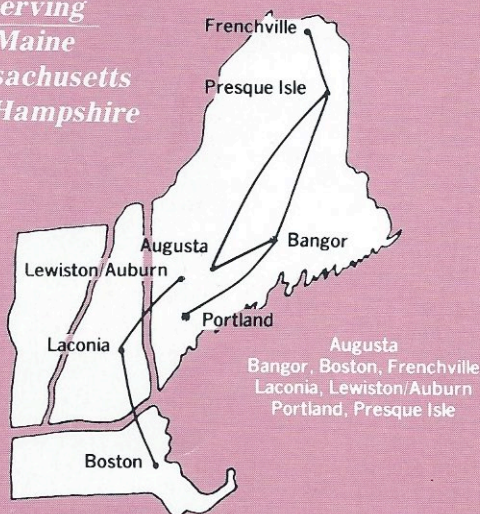 erving
Maine
sachusetts
Hampshire
Frenchville
Presque Isle
Augusta
Bangor
Lewiston Auburn
Portland
Laconia
Boston
Augusta
Bangor, Boston, Frenchville
Laconia, Lewiston/Auburn
Portland, Presque Isle